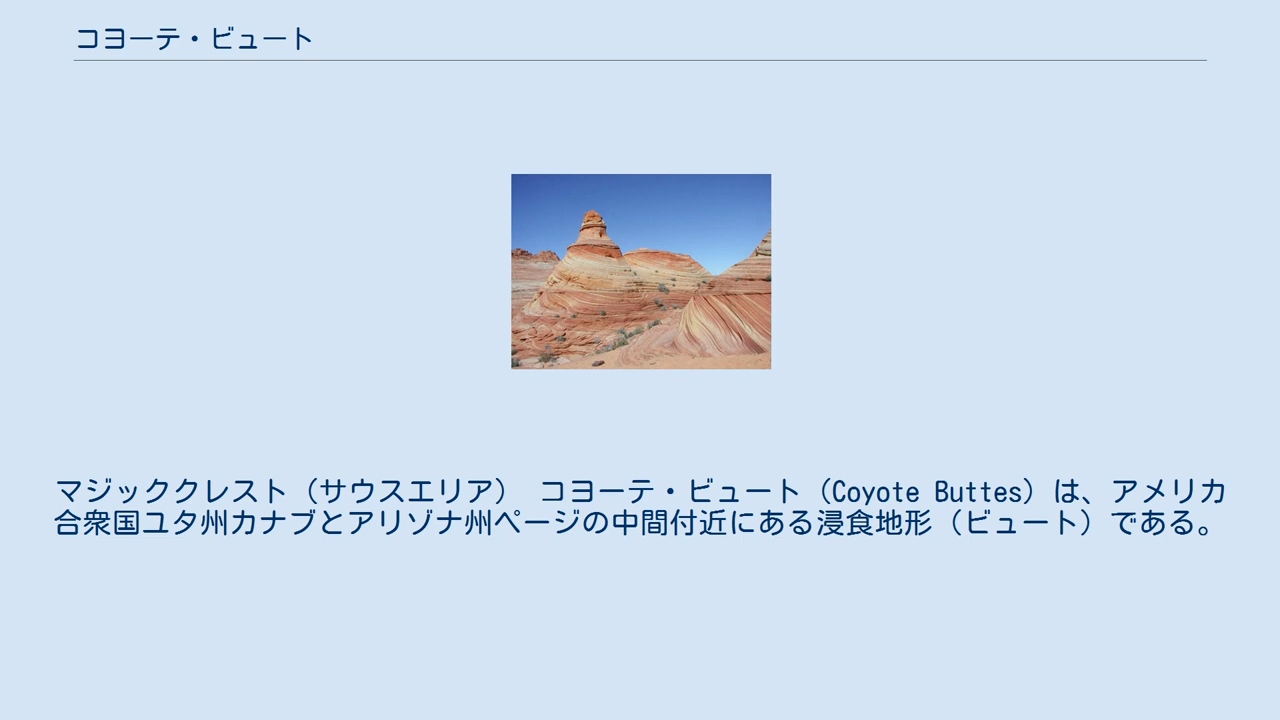 コヨーテ・ビュート
マジッククレスト（サウスエリア） コヨーテ・ビュート（Coyote Buttes）は、アメリカ
合衆国ユタ州カナブとアリゾナ州ページの中間付近にある浸食地形（ビュート）である。